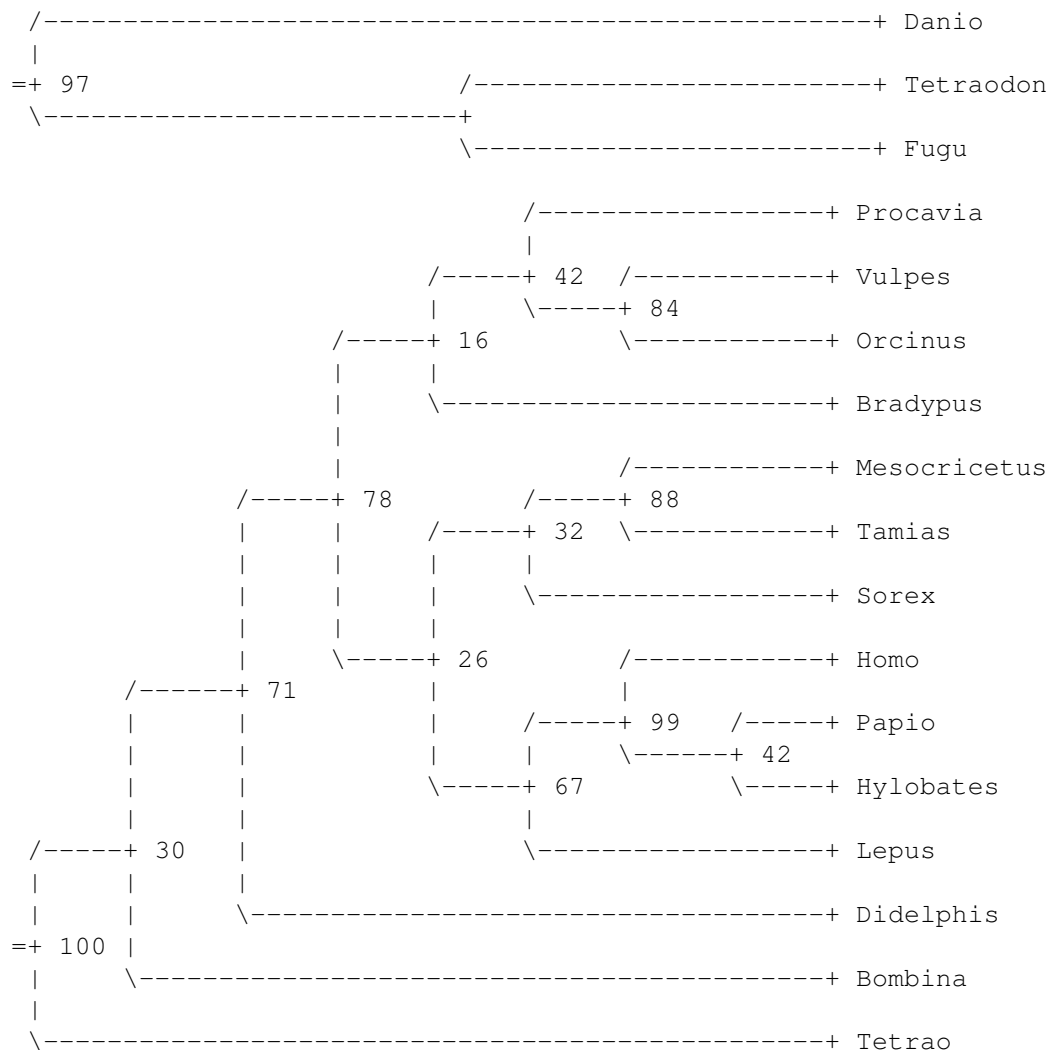 Danio
97
Tetraodon
Fugu
Procavia
42
Vulpes
84
16
Orcinus
Bradypus
Mesocricetus
78
88
32
Tamias
Sorex
26
Homo
71
99
Papio
42
67
Hylobates
30
Lepus
Didelphis
100
Bombina
Tetrao